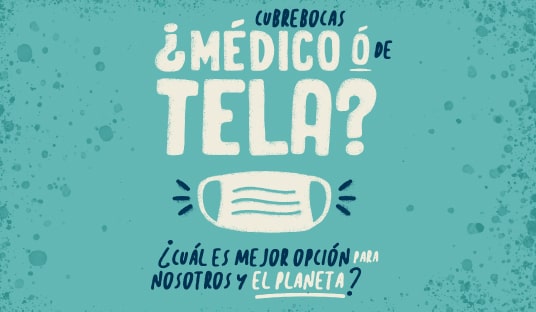 CUBREBOCAS
¿MÉDICO Ó DE
TELA?
¿CUÁL ES MEJOR OPCIÓN PARA
NOSOTROS Y EL PLANETA?